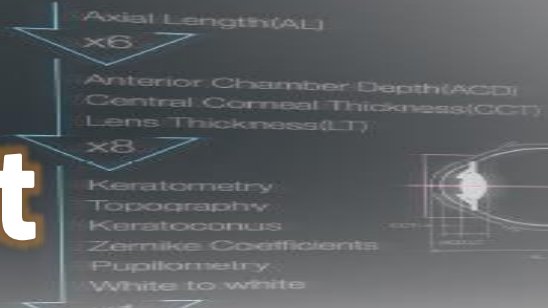 Axial Length(AL)
x6
Anterior Chamber Depth(ACD)
Central Corneal Thickness(CCT)
Lens Thickness(LT)
x8
t
Keratometry
Topography
Keratoconus
Zernike Coefficients
Pupillometry
White to white